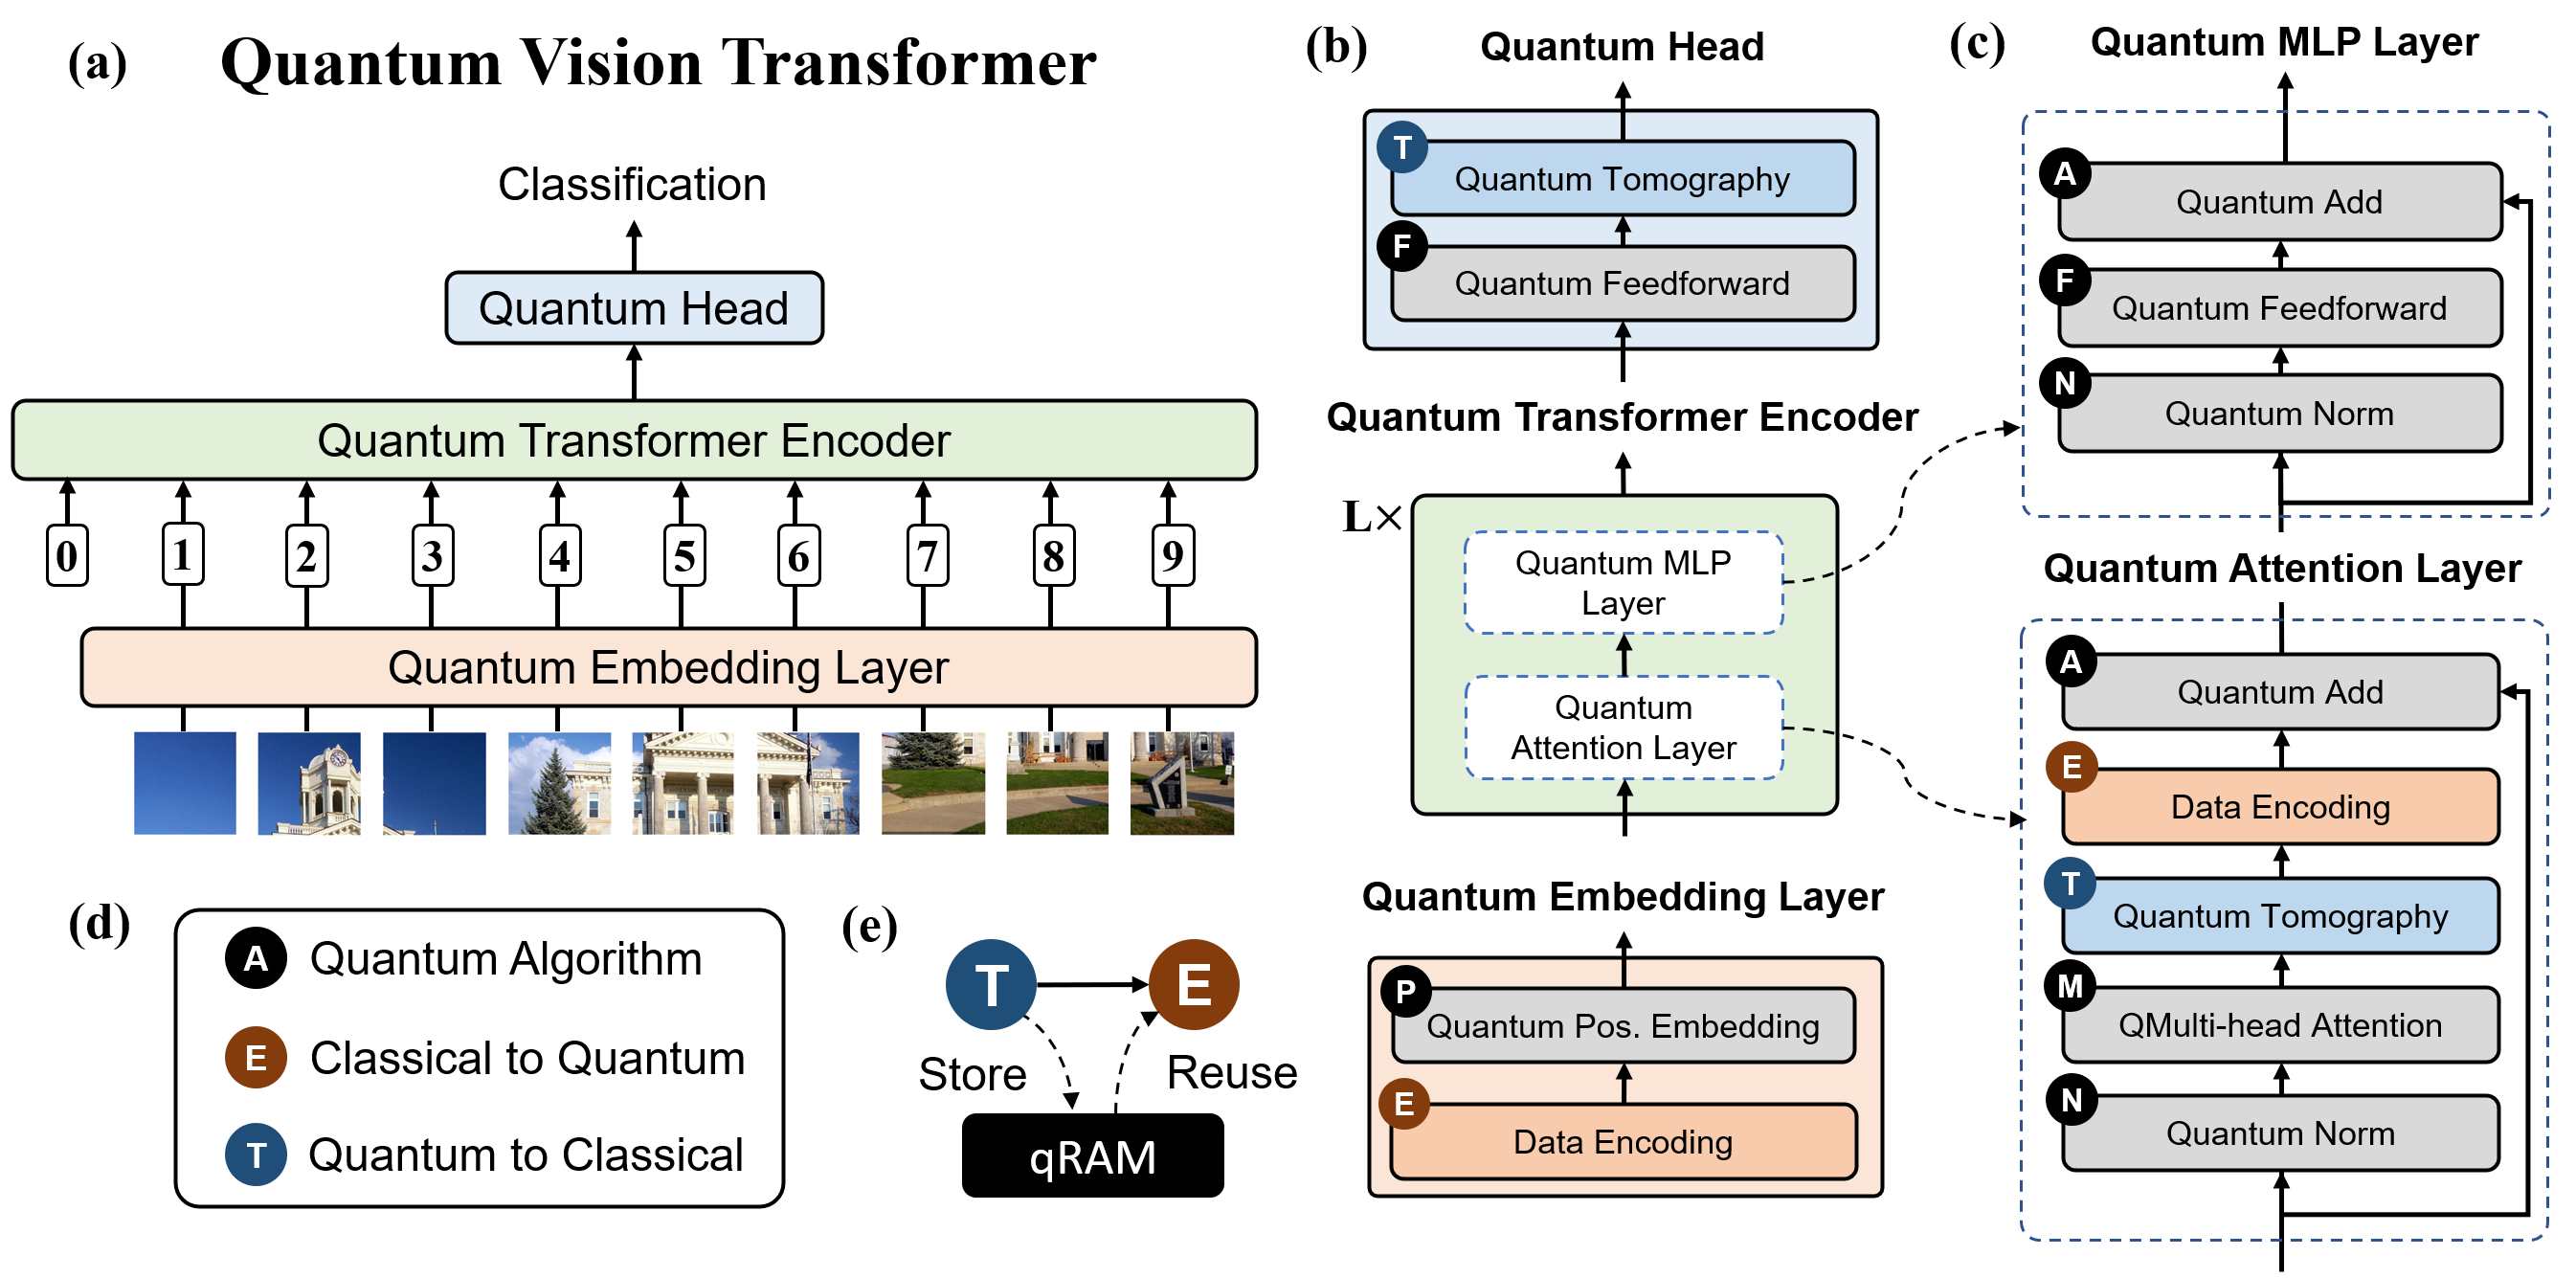 (a) Quantum Vision Transformer
Classification
Quantum Head
Quantum Transformer Encoder
0 1 2 3 4 5 6 7 8 9
Quantum Embedding Layer
(b) Quantum Head
T
Quantum Tomography
F
Quantum Feedforward
Quantum Transformer Encoder
L×
Quantum MLP
Layer
Quantum
Attention Layer
Quantum Embedding Layer
P
Quantum Pos. Embedding
E
Data Encoding
(c) Quantum MLP Layer
A
Quantum Add
F
Quantum Feedforward
N
Quantum Norm
Quantum Attention Layer
A
Quantum Add
E
Data Encoding
T
Quantum Tomography
M
QMulti-head Attention
N
Quantum Norm
(d)
A Quantum Algorithm
E Classical to Quantum
T Quantum to Classical
(e)
T E
Store Reuse
qRAM